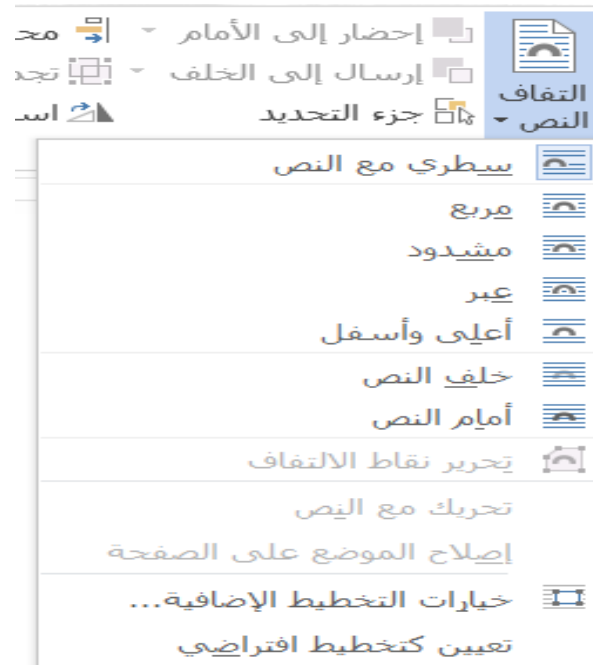 التفاف
النص
إحضار إلى الأمام
إرسال إلى الخلف
جزء التحديد
سطري مع النص
مربع
مشدود
عبر
أعلى وأسفل
خلف النص
أمام النص
تحرير نقاط الالتفاف
تحريك مع النص
إصلاح الموضع على الصفحة
خيارات التخطيط الإضافية...
تعيين كتخطيط افتراضي